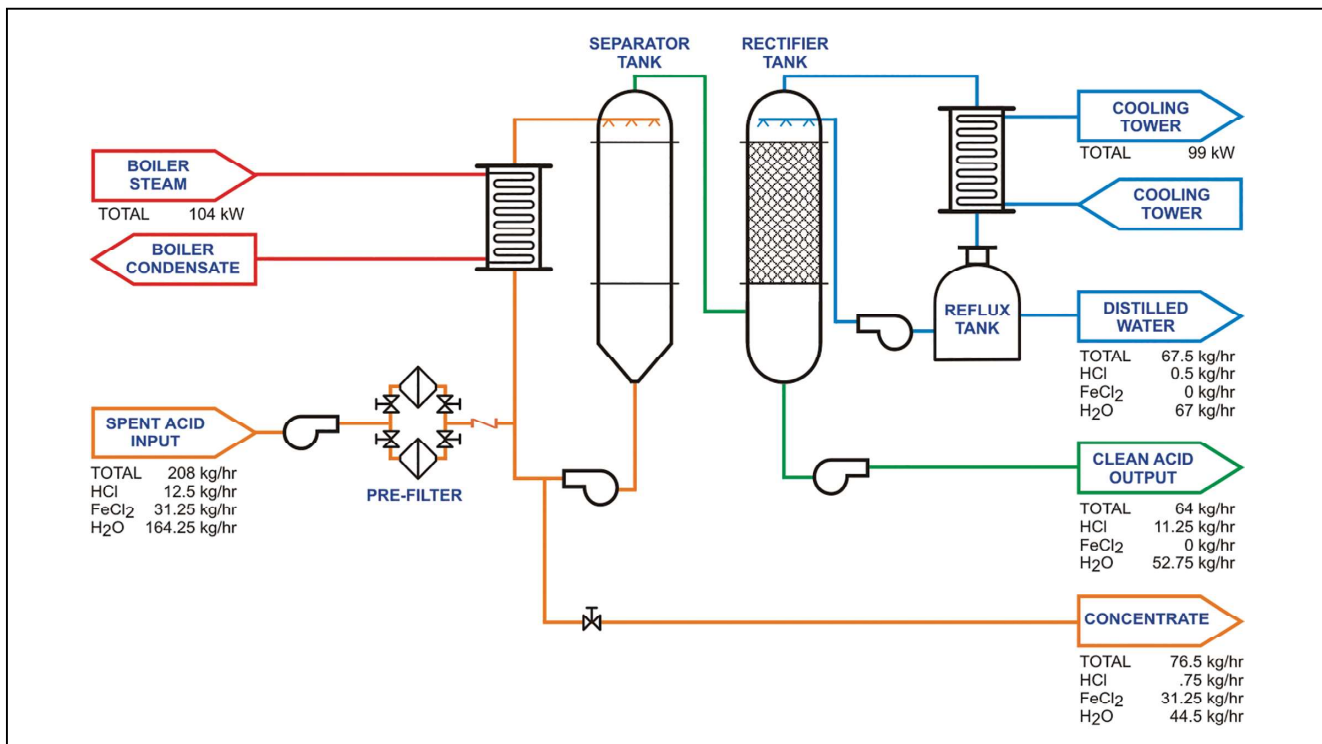 SEPARATOR
TANK
RECTIFIER
TANK
COOLING
TOWER
TOTAL 99 kW
COOLING
TOWER
BOILER
STEAM
TOTAL 104 kW
BOILER
CONDENSATE
REFLUX
TANK
DISTILLED
WATER
TOTAL 67.5 kg/hr
HCl 0.5 kg/hr
FeCl2 0 kg/hr
H2O 67 kg/hr
SPENT ACID
INPUT
TOTAL 208 kg/hr
HCl 12.5 kg/hr
FeCl2 31.25 kg/hr
H2O 164.25 kg/hr
PRE-FILTER
CLEAN ACID
OUTPUT
TOTAL 64 kg/hr
HCl 11.25 kg/hr
FeCl2 0 kg/hr
H2O 52.75 kg/hr
CONCENTRATE
TOTAL 76.5 kg/hr
HCl .75 kg/hr
FeCl2 31.25 kg/hr
H2O 44.5 kg/hr